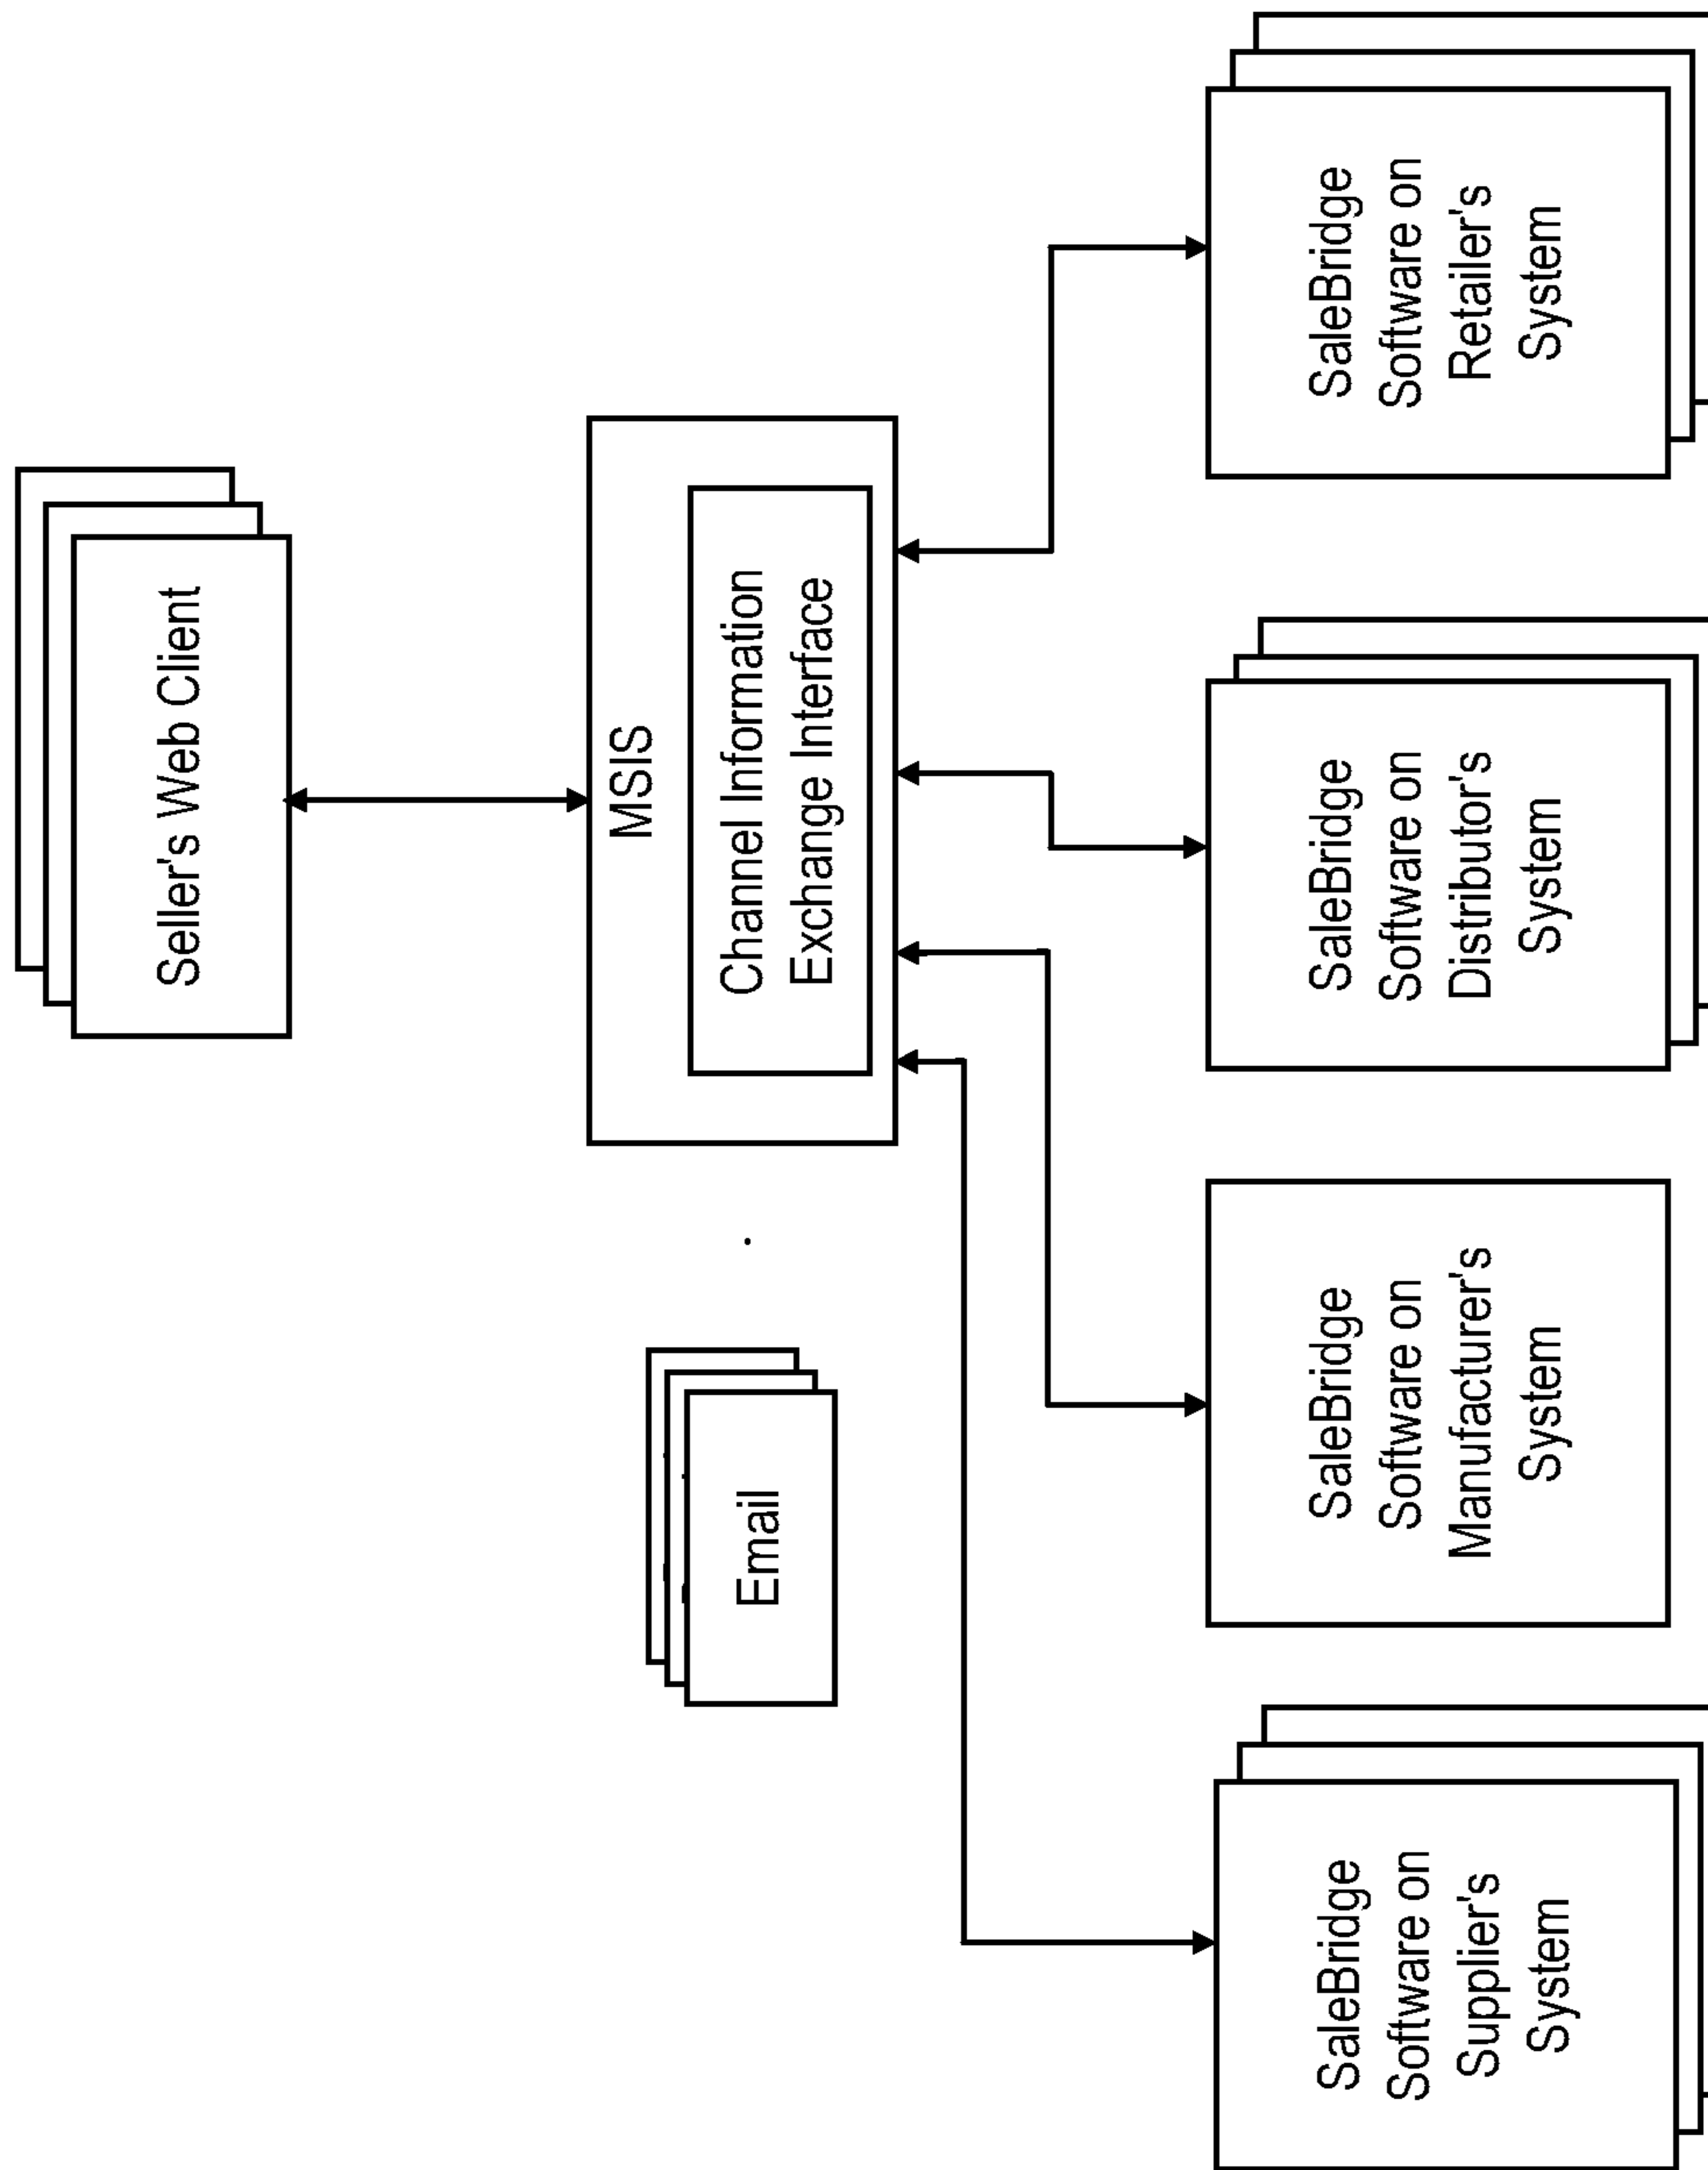 Seller's Web Client
MSIS
Channel Information
Exchange Interface
Email
SaleBridge
Software on
Supplier's
System
SaleBridge
Software on
Manufacturer's
System
SaleBridge
Software on
Distributor's
System
SaleBridge
Software on
Retailer's
System